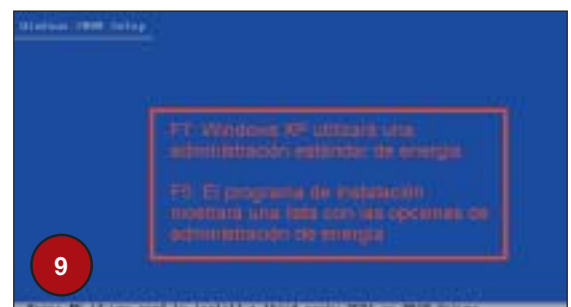 Windows 2000 Setup
F7: Windows XP utilizará una
administración estándar de energía.
F5: El programa de instalación
mostrará una lista con las opciones de
administración de energía
9